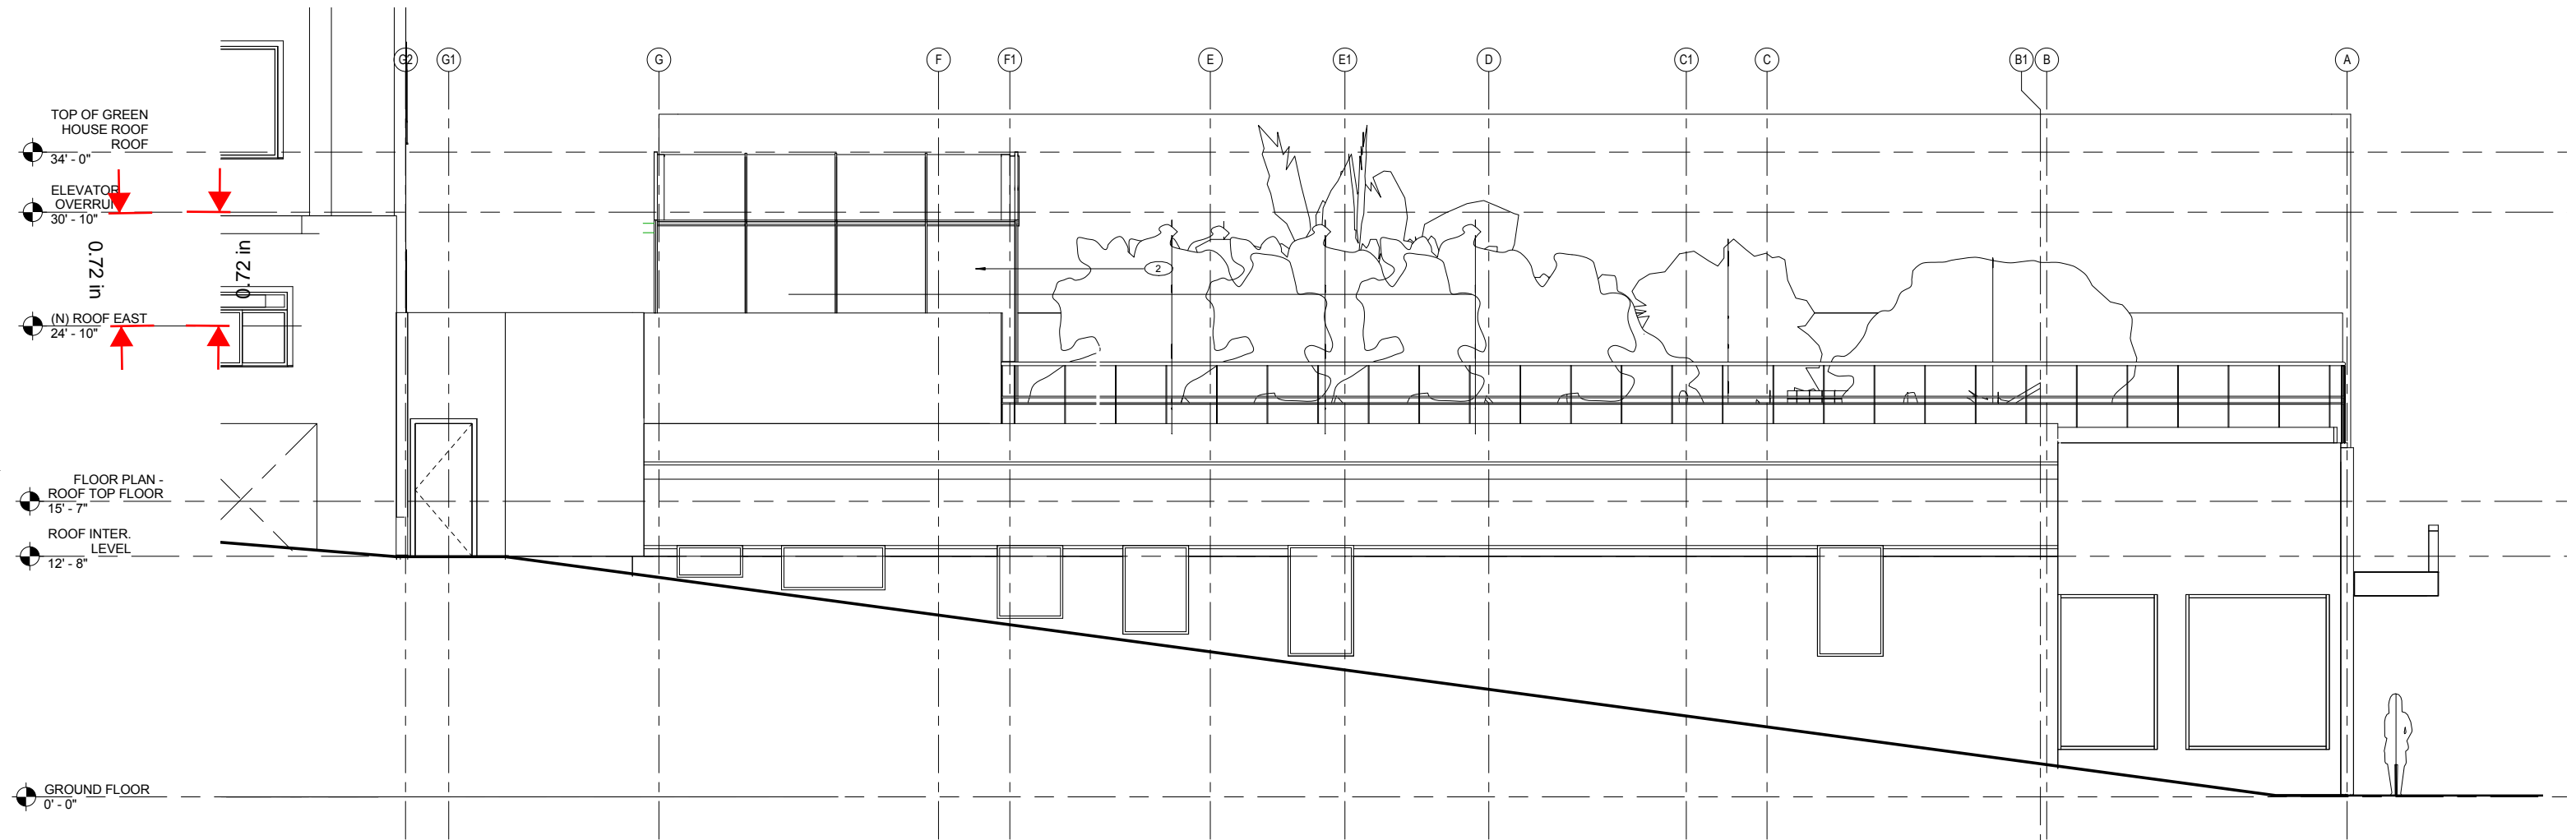 G2 G1 G F F1 E E1 D C1 C B1 B A
TOP OF GREEN
HOUSE ROOF
ROOF
34' - 0"
ELEVATOR
OVERRUN
30' - 10"
0.72 in
0.72 in
2
(N) ROOF EAST
24' - 10"
FLOOR PLAN -
ROOF TOP FLOOR
15' - 7"
ROOF INTER.
LEVEL
12' - 8"
GROUND FLOOR
0' - 0"